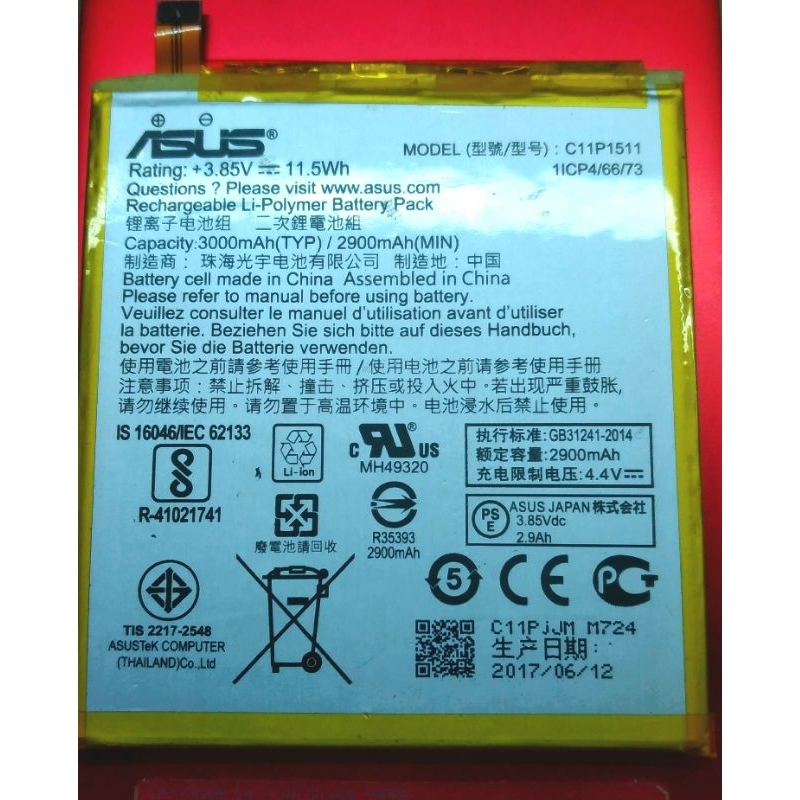 ASUS®
MODEL (型號/型号) : C11P1511
Rating: +3.85V⎓11.5Wh
1ICP4/66/73
Questions ? Please visit www.asus.com
Rechargeable Li-Polymer Battery Pack
锂离子电池组 二次鋰電池組
Capacity:3000mAh(TYP) / 2900mAh(MIN)
制造商：珠海光宇电池有限公司 制造地：中国
Battery cell made in China Assembled in China
Please refer to manual before using battery.
Veuillez consulter le manuel d'utilisation avant d'utiliser
la batterie. Beziehen Sie sich bitte auf dieses Handbuch,
bevor Sie die Batterie verwenden.
使用電池之前請參考使用手冊 / 使用电池之前请参考使用手册
注意事项：禁止拆解、撞击、挤压或投入火中。若出现严重鼓胀,
请勿继续使用. 请勿置于高温环境中. 电池浸水后禁止使用.
IS 16046/IEC 62133
R-41021741
Li-ion
廢電池請回收
c RU® US
MH49320
R35393
2900mAh
执行标准: GB31241-2014
额定容量: 2900mAh
充电限制电压: 4.4V⎓
PS
E
ASUS JAPAN 株式会社
3.85Vdc
2.9Ah
TIS 2217-2548
ASUSTeK COMPUTER
(THAILAND)Co.,Ltd
5
CE
C11PjJM M724
生产日期:
2017/06/12